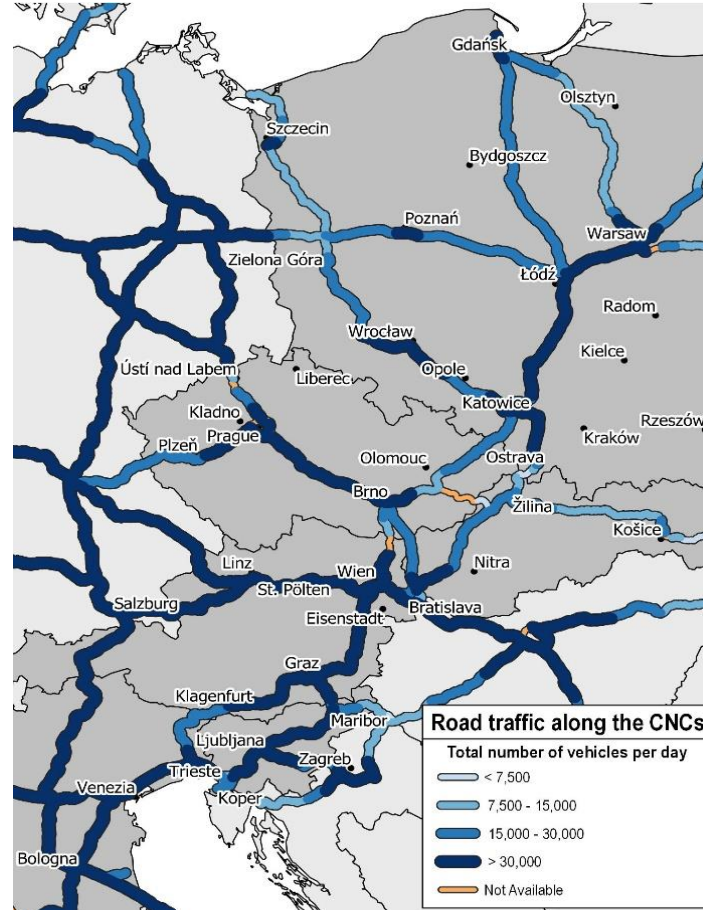 Gdańsk
Olsztyn
Szczecin
Bydgoszcz
Poznań
Warsaw
Zielona Góra
Łódź
Radom
Wrocław
Kielce
Ústí nad Labem
Liberec
Opole
Katowice
Kladno
Prague
Plzeň
Kraków
Rzeszów
Olomouc
Ostrava
Brno
Žilina
Košice
Linz
Wien
Nitra
St. Pölten
Salzburg
Eisenstadt
Bratislava
Graz
Klagenfurt
Maribor
Ljubljana
Zagreb
Trieste
Venezia
Koper
Bologna
Road traffic along the CNCs
Total number of vehicles per day
< 7,500
7,500 - 15,000
15,000 - 30,000
> 30,000
Not Available